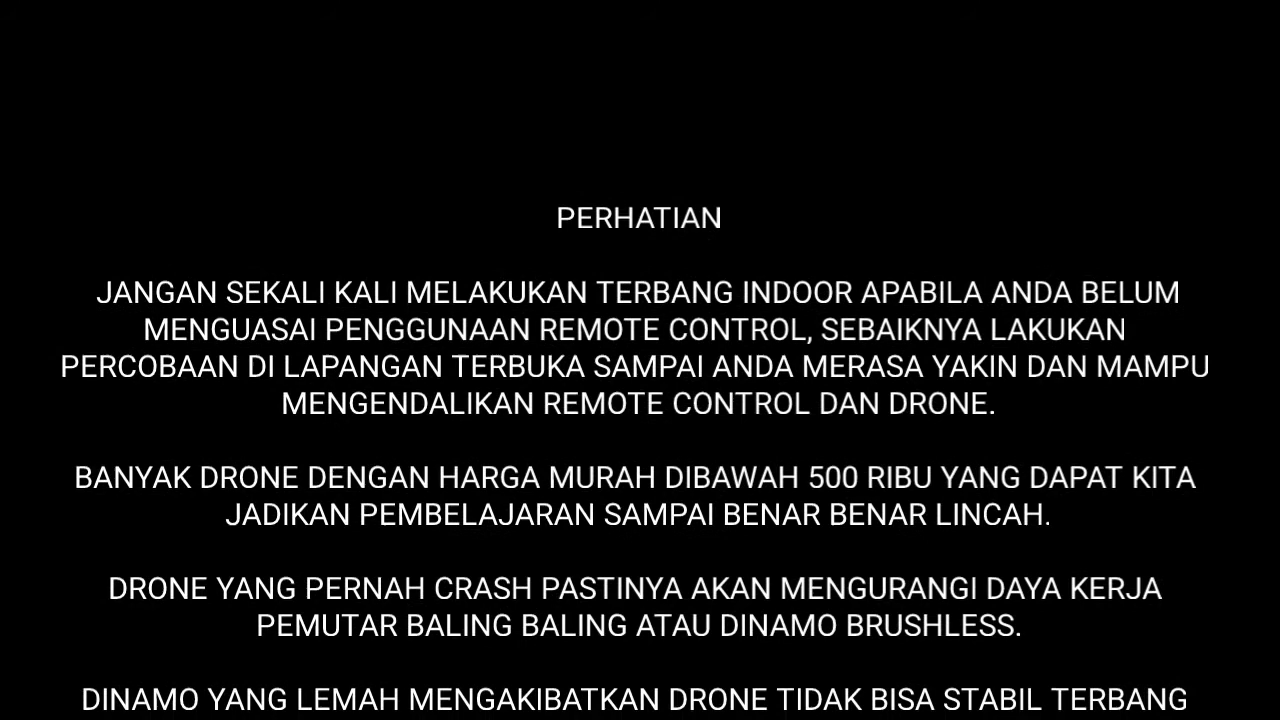 PERHATIAN
JANGAN SEKALI KALI MELAKUKAN TERBANG INDOOR APABILA ANDA BELUM
MENGUASAI PENGGUNAAN REMOTE CONTROL, SEBAIKNYA LAKUKAN
PERCOBAAN DI LAPANGAN TERBUKA SAMPAI ANDA MERASA YAKIN DAN MAMPU
MENGENDALIKAN REMOTE CONTROL DAN DRONE.
BANYAK DRONE DENGAN HARGA MURAH DIBAWAH 500 RIBU YANG DAPAT KITA
JADIKAN PEMBELAJARAN SAMPAI BENAR BENAR LINCAH.
DRONE YANG PERNAH CRASH PASTINYA AKAN MENGURANGI DAYA KERJA
PEMUTAR BALING BALING ATAU DINAMO BRUSHLESS.
DINAMO YANG LEMAH MENGAKIBATKAN DRONE TIDAK BISA STABIL TERBANG